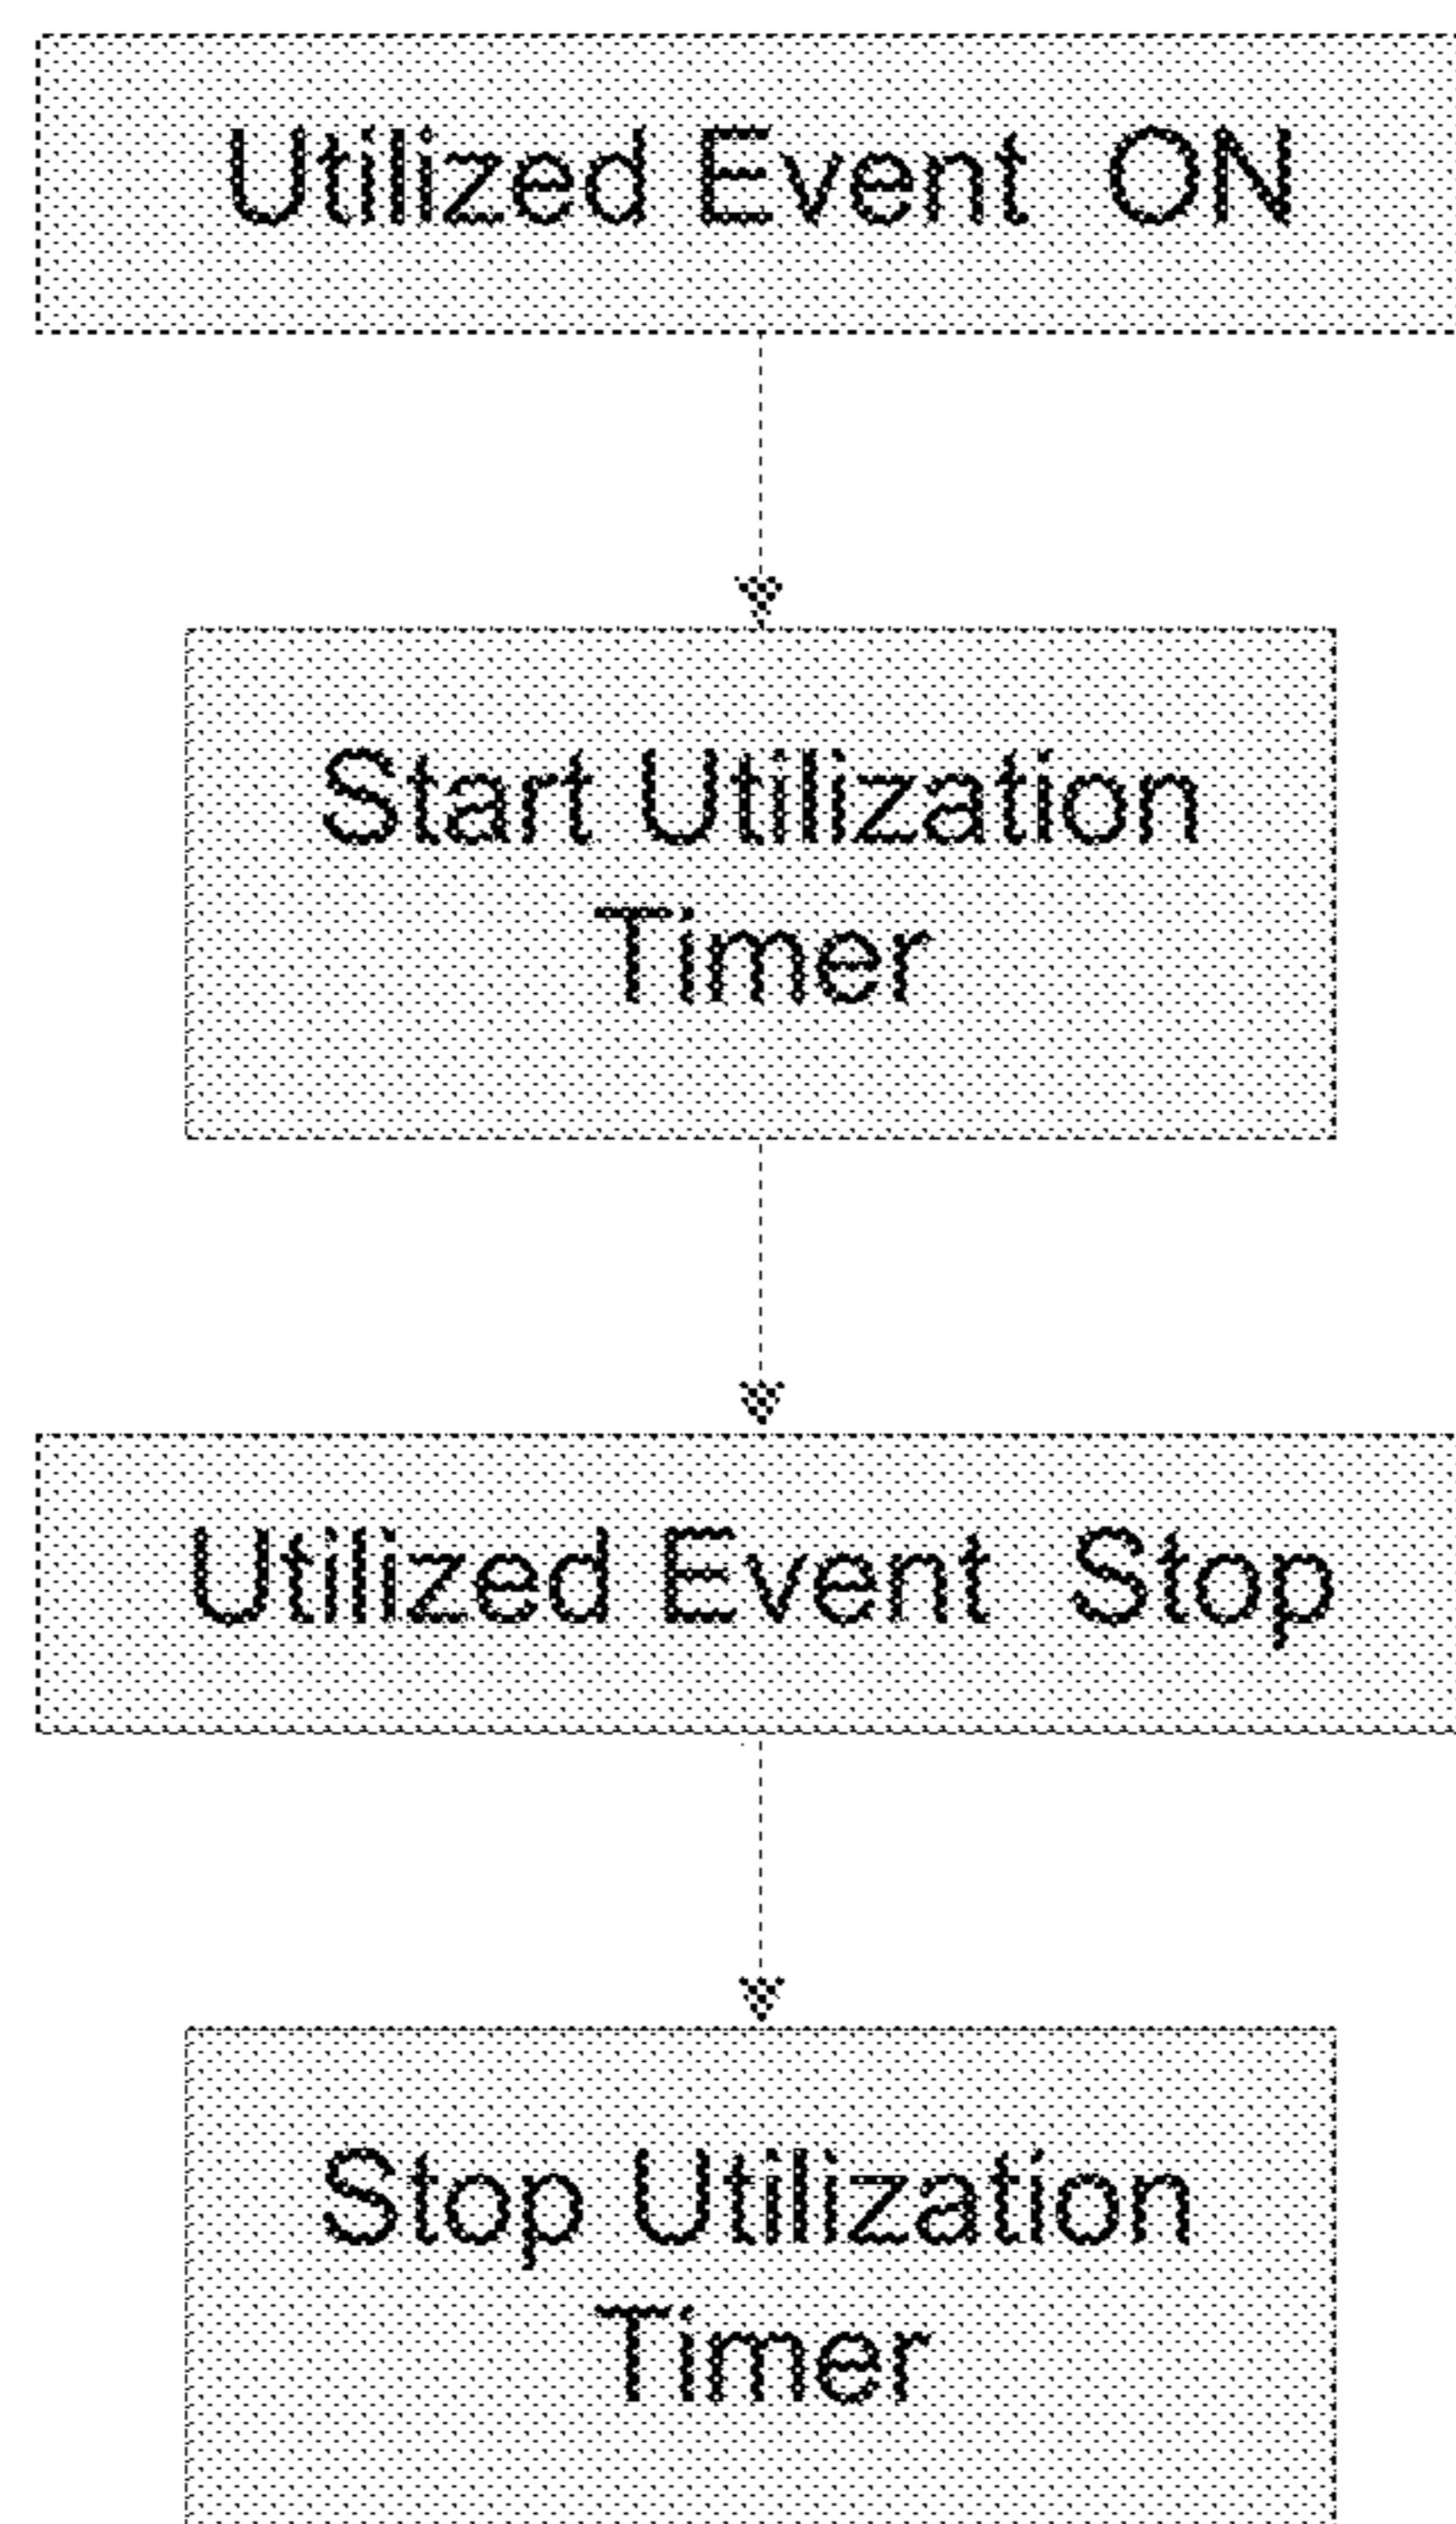 Utilized Event ON
Start Utilization
Timer
Utilized Event Stop
Stop Utilization
Timer